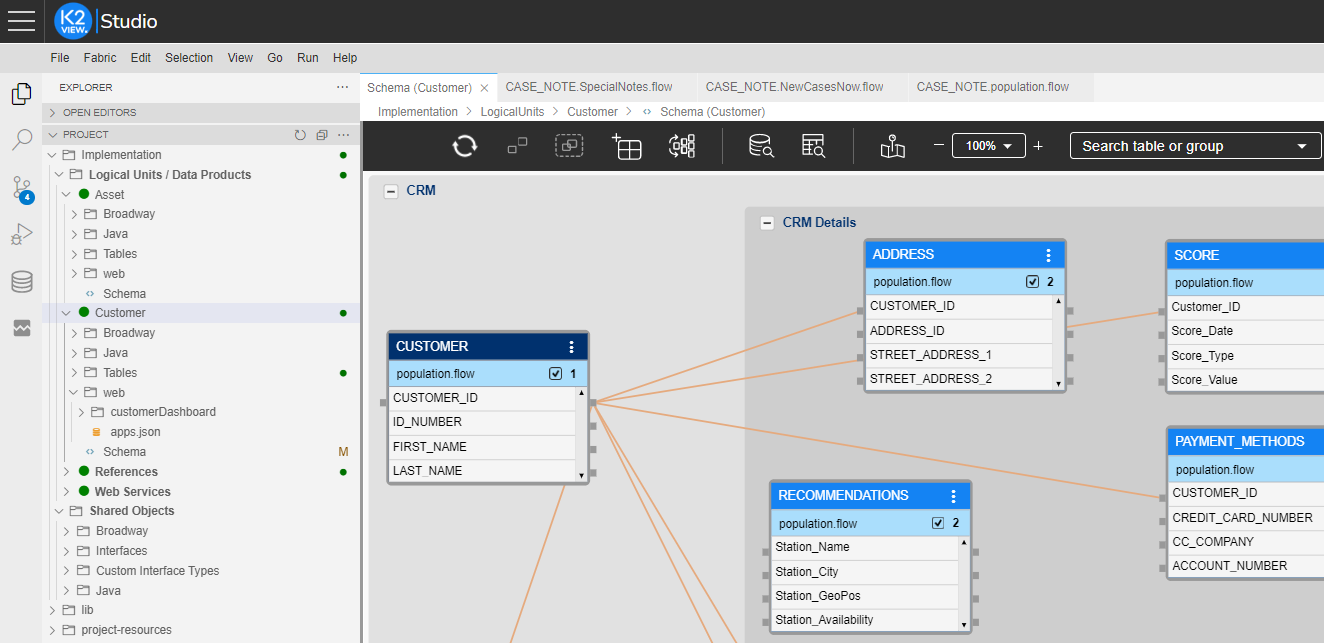 K2 VIEW. Studio
File Fabric Edit Selection View Go Run Help
EXPLORER
OPEN EDITORS
PROJECT
Implementation
Logical Units / Data Products
Asset
Broadway
Java
Tables
web
Schema
Customer
Broadway
Java
Tables
web
customerDashboard
apps.json
Schema M
References
Web Services
Shared Objects
Broadway
Interfaces
Custom Interface Types
Java
lib
project-resources
4
Schema (Customer) CASE_NOTE.SpecialNotes.flow CASE_NOTE.NewCasesNow.flow CASE_NOTE.population.flow
Implementation > LogicalUnits > Customer > Schema (Customer)
100% Search table or group
CRM
CRM Details
CUSTOMER
population.flow 1
CUSTOMER_ID
ID_NUMBER
FIRST_NAME
LAST_NAME
ADDRESS
population.flow 2
CUSTOMER_ID
ADDRESS_ID
STREET_ADDRESS_1
STREET_ADDRESS_2
SCORE
population.flow
Customer_ID
Score_Date
Score_Type
Score_Value
RECOMMENDATIONS
population.flow 2
Station_Name
Station_City
Station_GeoPos
Station_Availability
PAYMENT_METHODS
population.flow
CUSTOMER_ID
CREDIT_CARD_NUMBER
CC_COMPANY
ACCOUNT_NUMBER